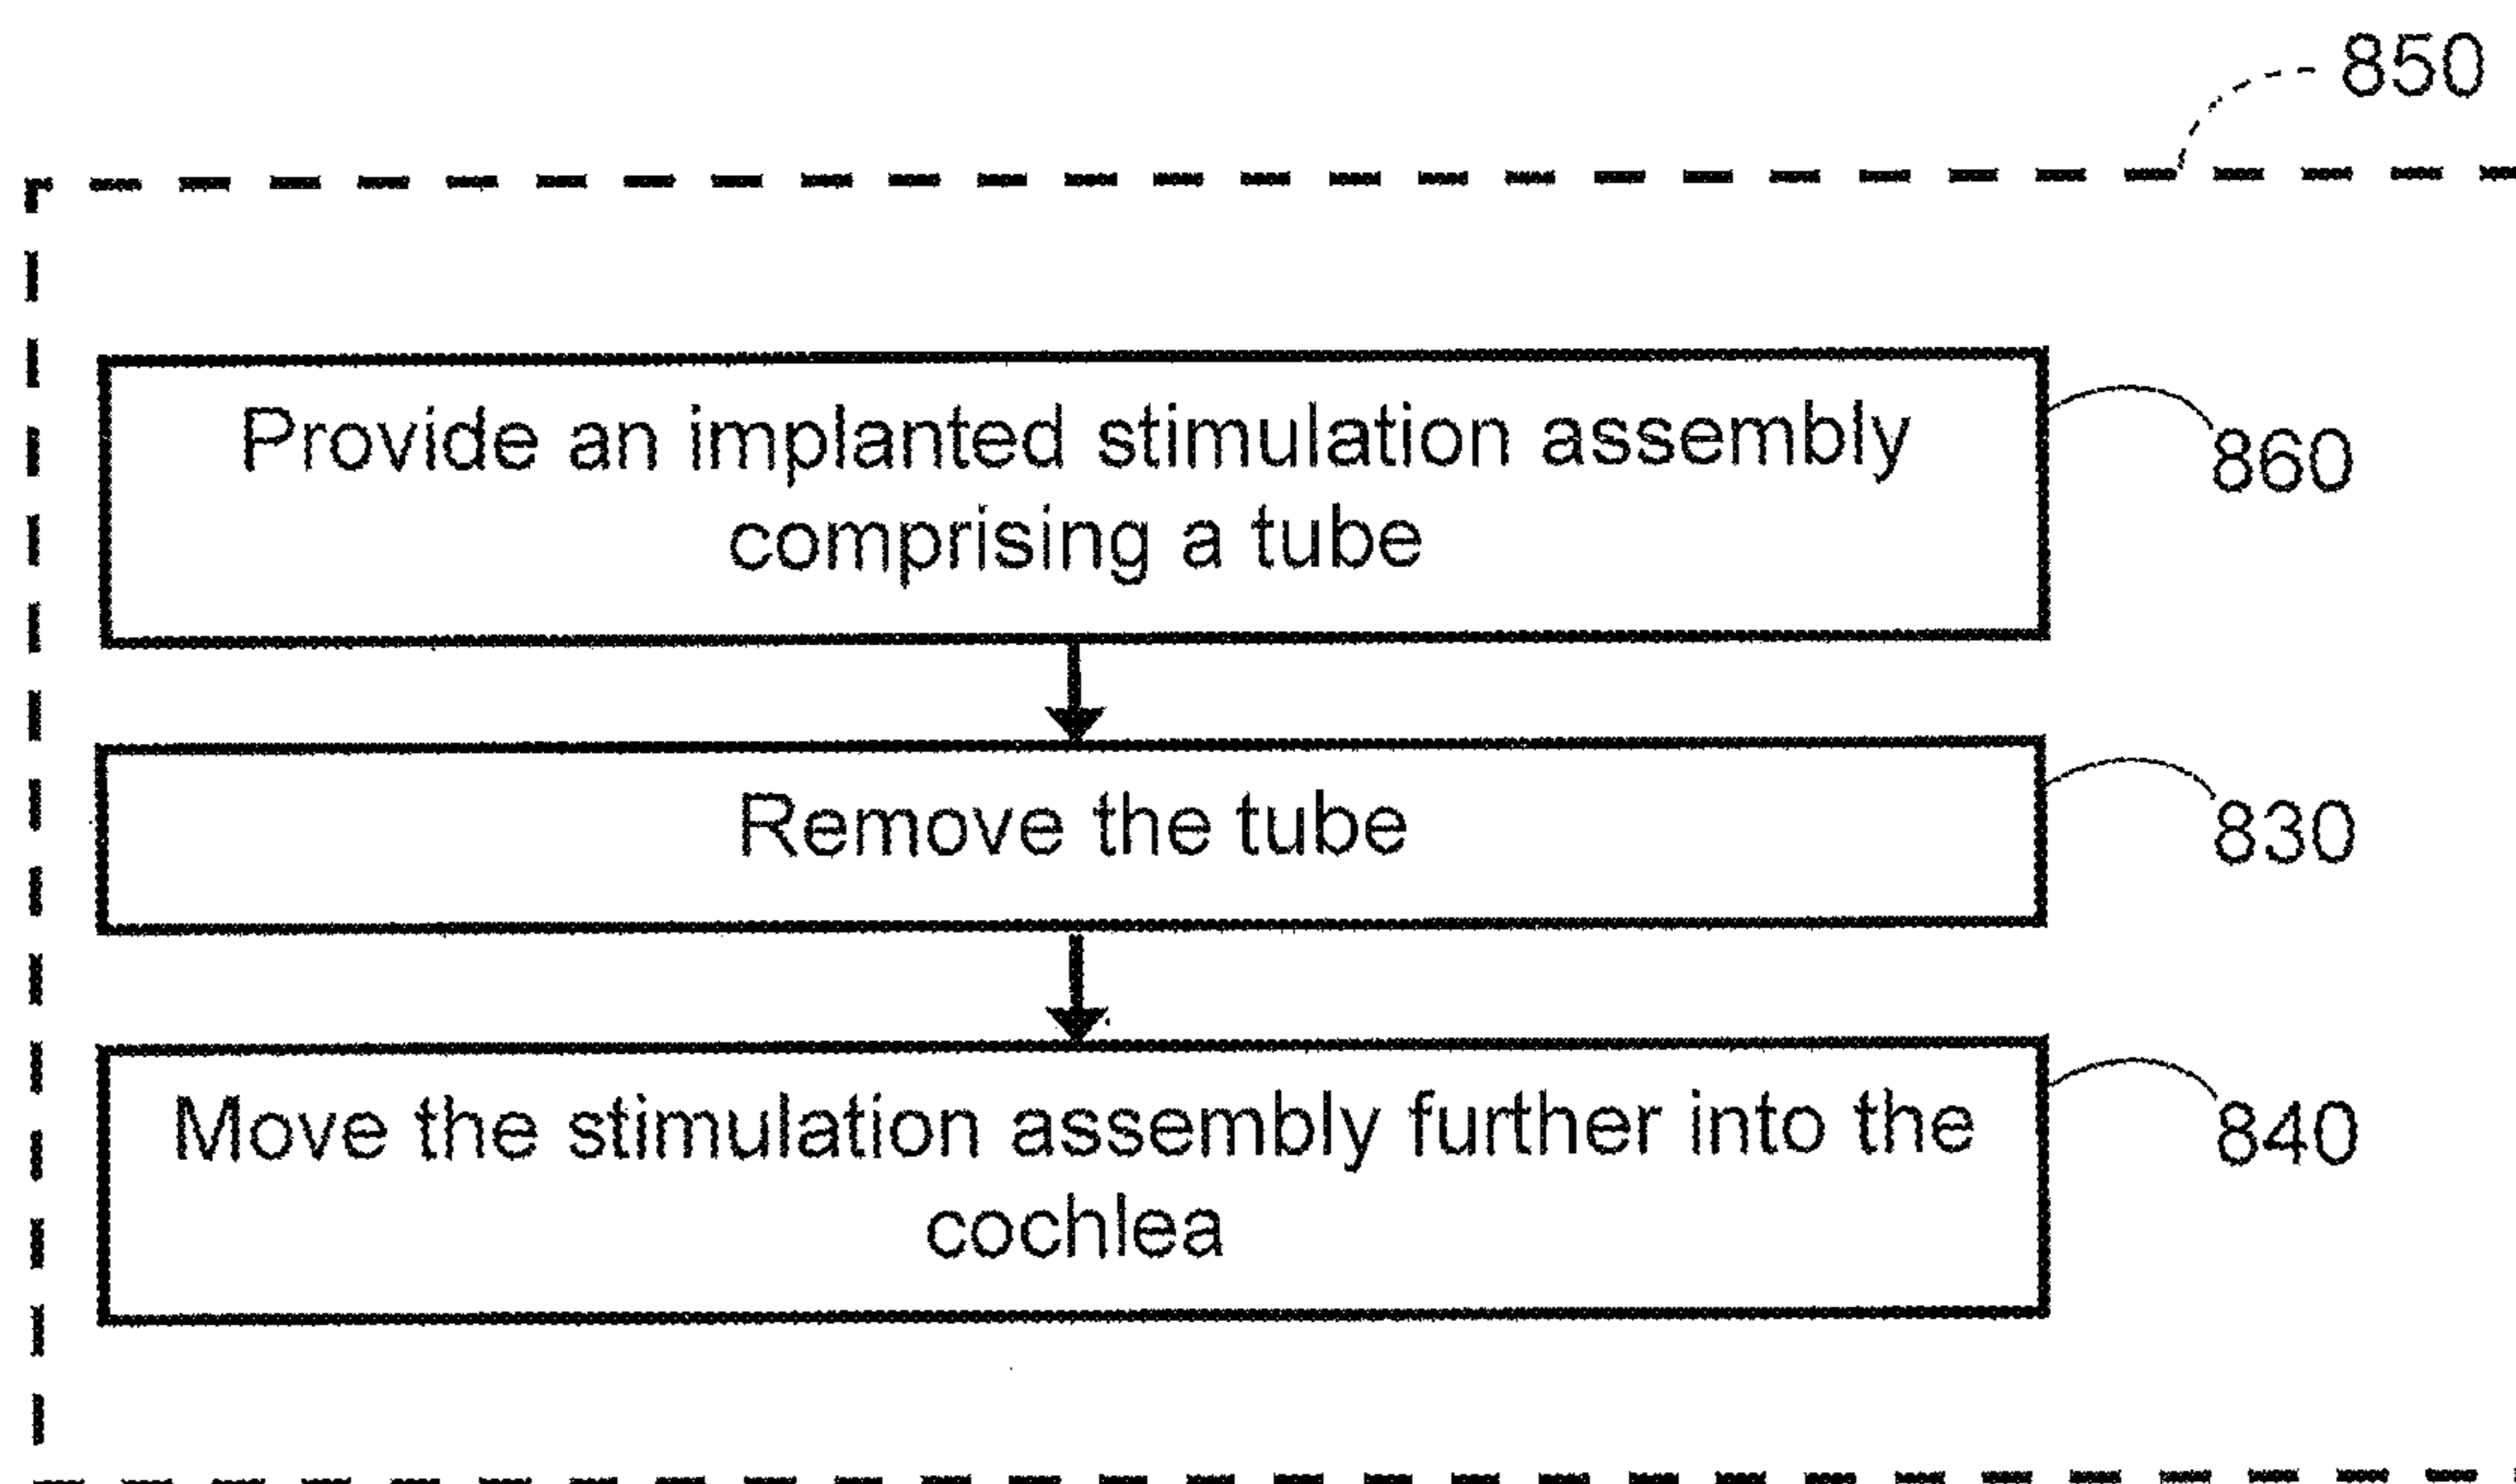 850
Provide an implanted stimulation assembly
comprising a tube
860
Remove the tube
830
Move the stimulation assembly further into the
cochlea
840